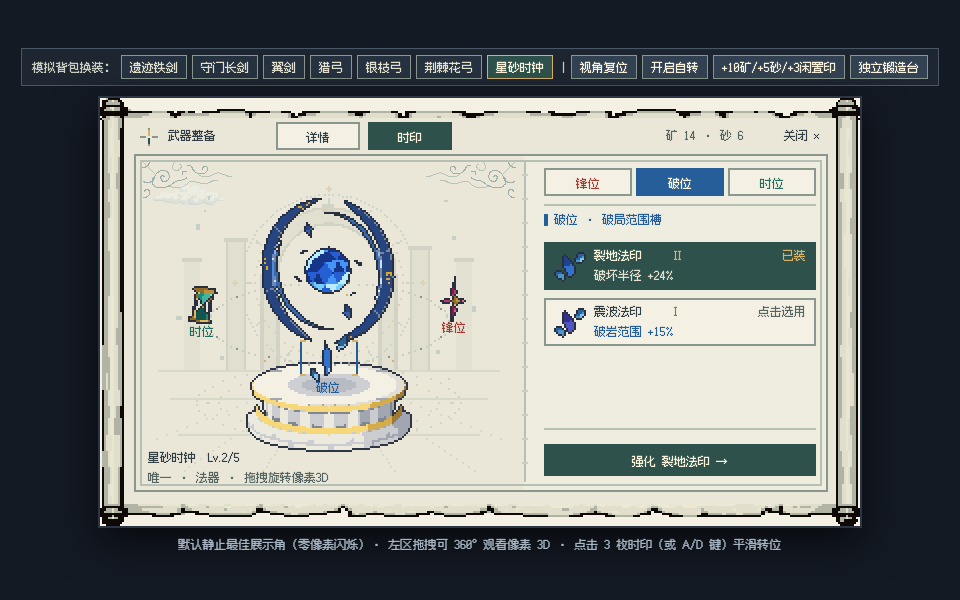 模拟背包换装： 遗迹铁剑 守门长剑 翼剑 猎弓 银枝弓 荆棘花弓 星砂时钟 | 视角复位 开启自转 +10矿/+5砂/+3闲置印 独立锻造台
武器整备 详情 时印 矿 14 · 砂 6 关闭 ×
锋位 破位 时位
破位 · 破局范围槽
裂地法印 II 已装
破坏半径 +24%
震波法印 I 点击选用
破岩范围 +15%
时位
锋位
破位
星砂时钟 Lv.2/5
唯一 · 法器 · 拖拽旋转像素3D
强化 裂地法印 →
默认静止最佳展示角（零像素闪烁）· 左区拖拽可 360° 观看像素 3D · 点击 3 枚时印（或 A/D 键）平滑转位